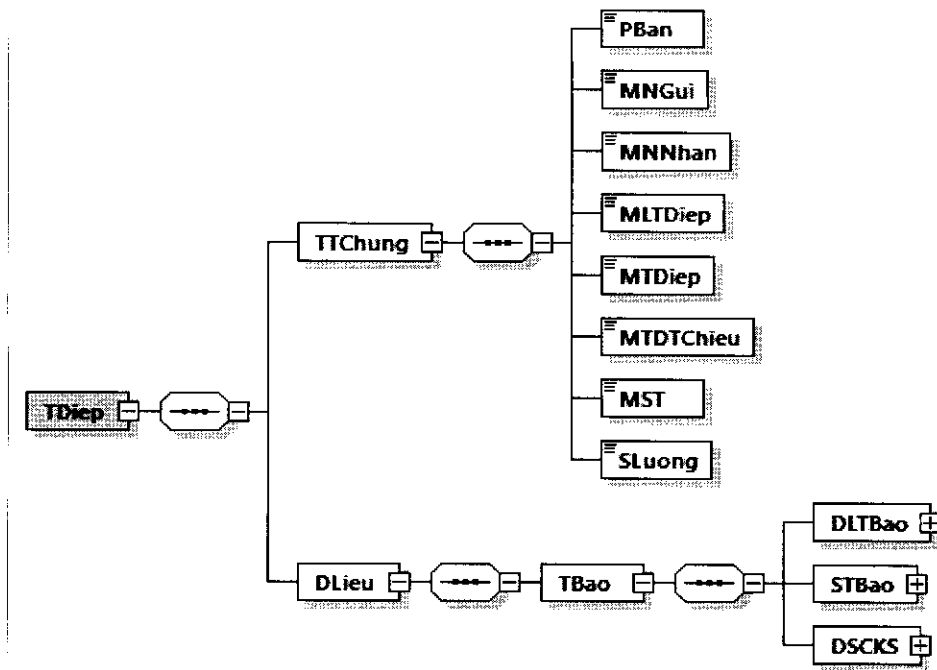 PBan
MNGui
MNNhan
MLTDiep
TTChung
MTDiep
MTDTChieu
TDiep
MST
SLuong
DLTBao
DLieu
TBao
STBao
DSCKS